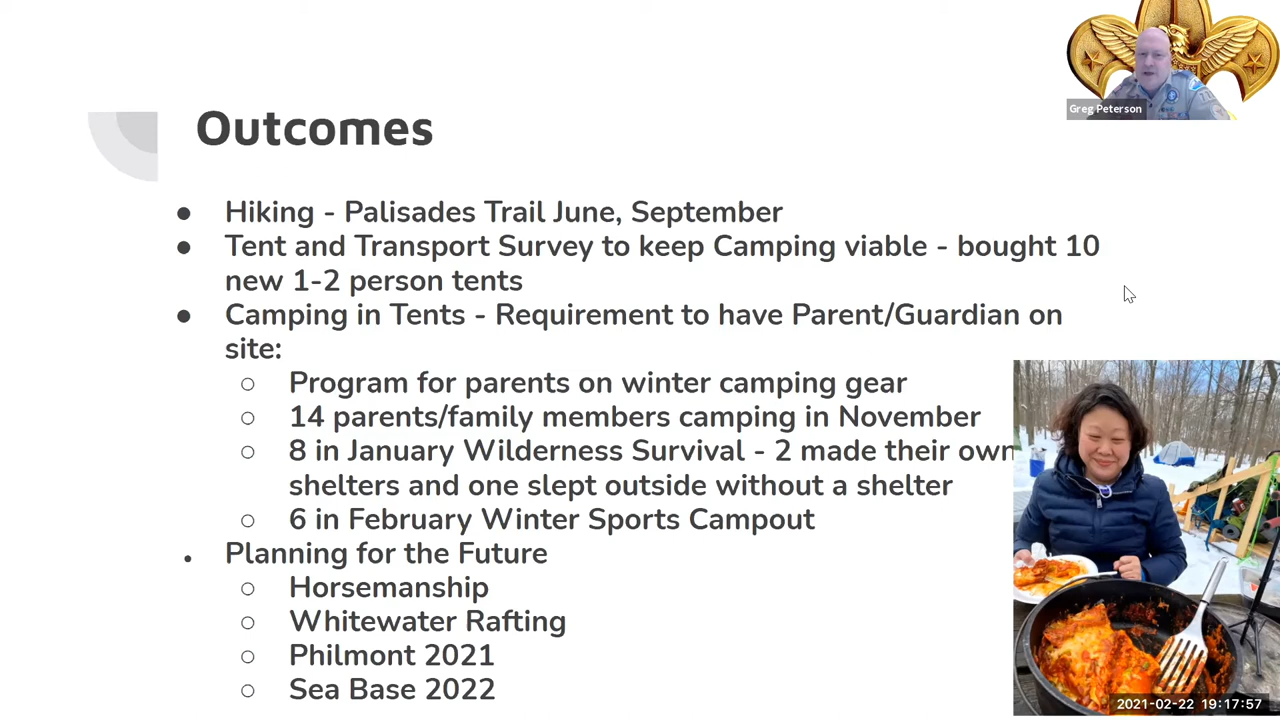 Greg Peterson
Outcomes
● Hiking - Palisades Trail June, September
● Tent and Transport Survey to keep Camping viable - bought 10
new 1-2 person tents
● Camping in Tents - Requirement to have Parent/Guardian on
site:
○ Program for parents on winter camping gear
○ 14 parents/family members camping in November
○ 8 in January Wilderness Survival - 2 made their own
shelters and one slept outside without a shelter
○ 6 in February Winter Sports Campout
● Planning for the Future
○ Horsemanship
○ Whitewater Rafting
○ Philmont 2021
○ Sea Base 2022
2021-02-22 19:17:57